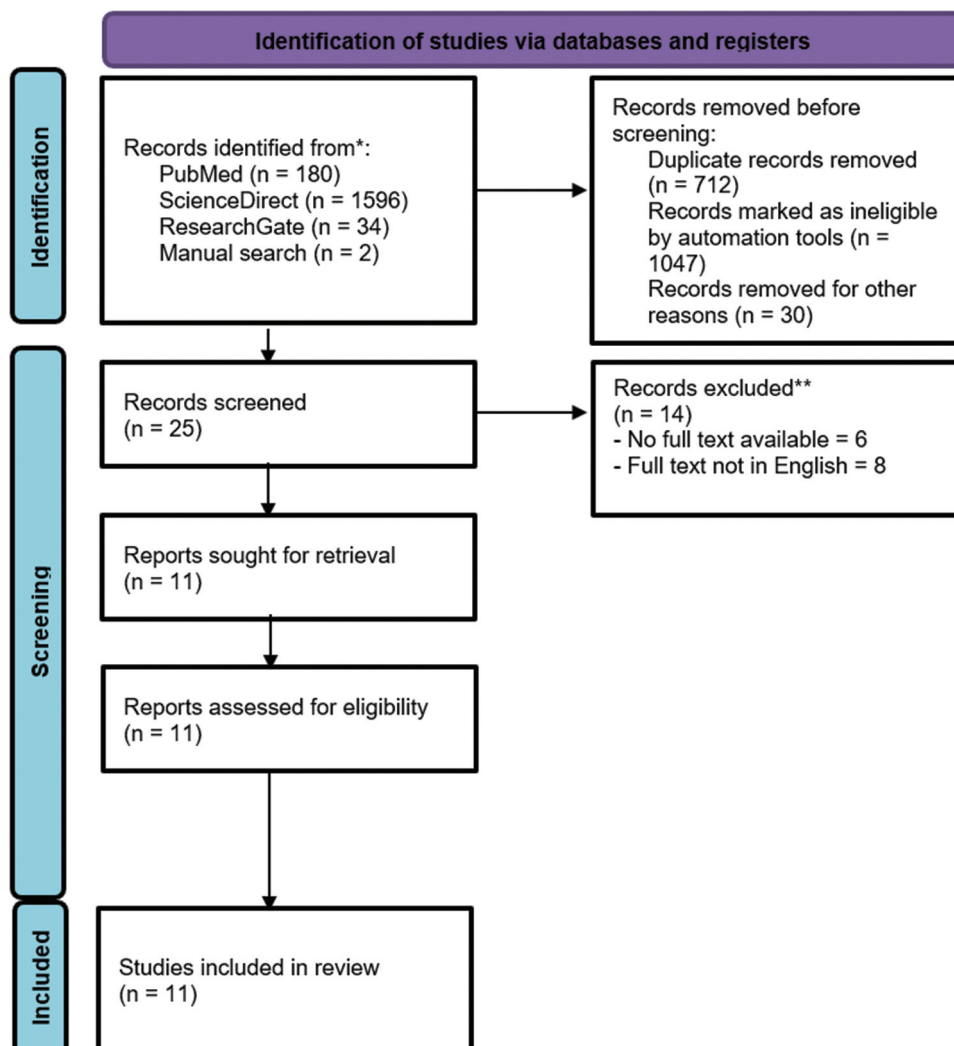 Identification of studies via databases and registers
Identification
Records identified from*:
PubMed (n = 180)
ScienceDirect (n = 1596)
ResearchGate (n = 34)
Manual search (n = 2)
Records removed before
screening:
Duplicate records removed
(n = 712)
Records marked as ineligible
by automation tools (n =
1047)
Records removed for other
reasons (n = 30)
Screening
Records screened
(n = 25)
Records excluded**
(n = 14)
- No full text available = 6
- Full text not in English = 8
Reports sought for retrieval
(n = 11)
Reports assessed for eligibility
(n = 11)
Included
Studies included in review
(n = 11)